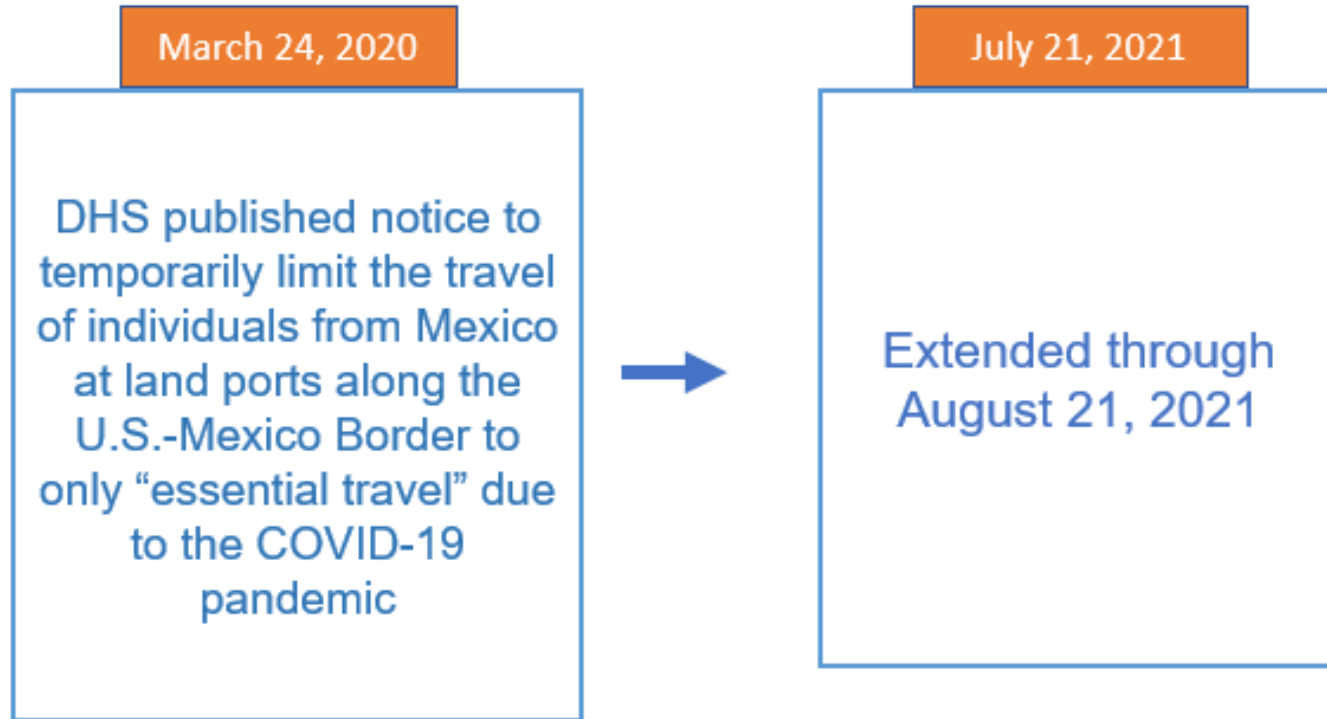 March 24, 2020
DHS published notice to
temporarily limit the travel
of individuals from Mexico
at land ports along the
U.S.-Mexico Border to
only “essential travel” due
to the COVID-19
pandemic
July 21, 2021
Extended through
August 21, 2021